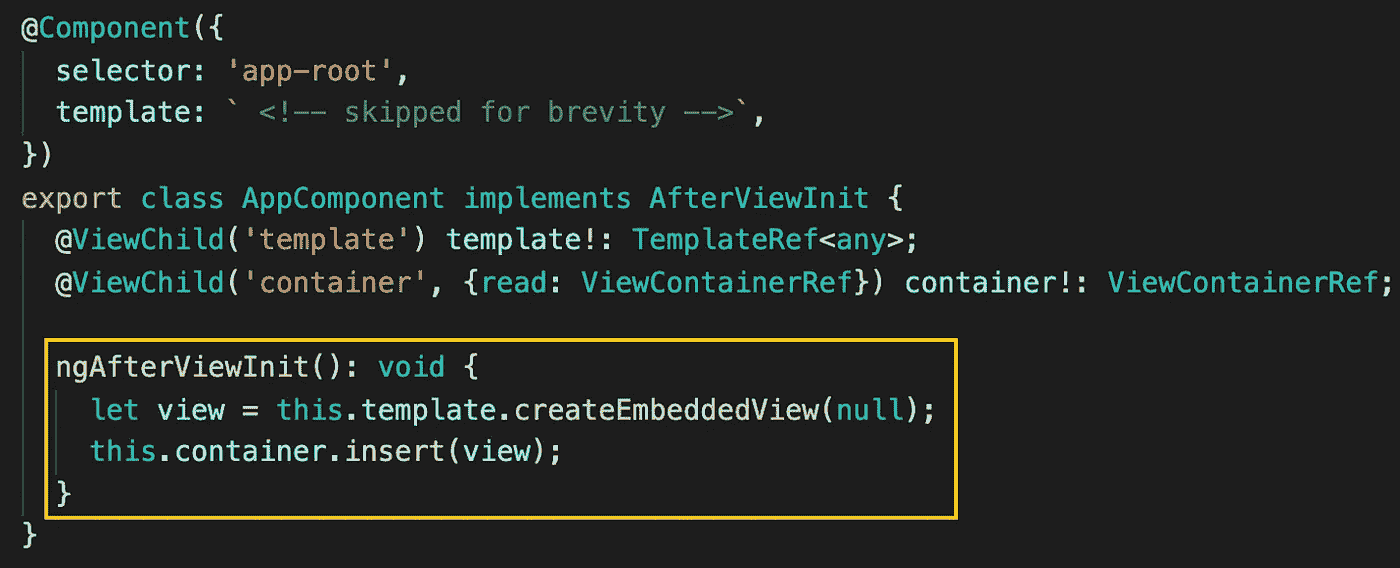 @Component({
  selector: 'app-root',
  template: ` <!-- skipped for brevity -->`,
})
export class AppComponent implements AfterViewInit {
  @ViewChild('template') template!: TemplateRef<any>;
  @ViewChild('container', {read: ViewContainerRef}) container!: ViewContainerRef;
  ngAfterViewInit(): void {
    let view = this.template.createEmbeddedView(null);
    this.container.insert(view);
  }
}